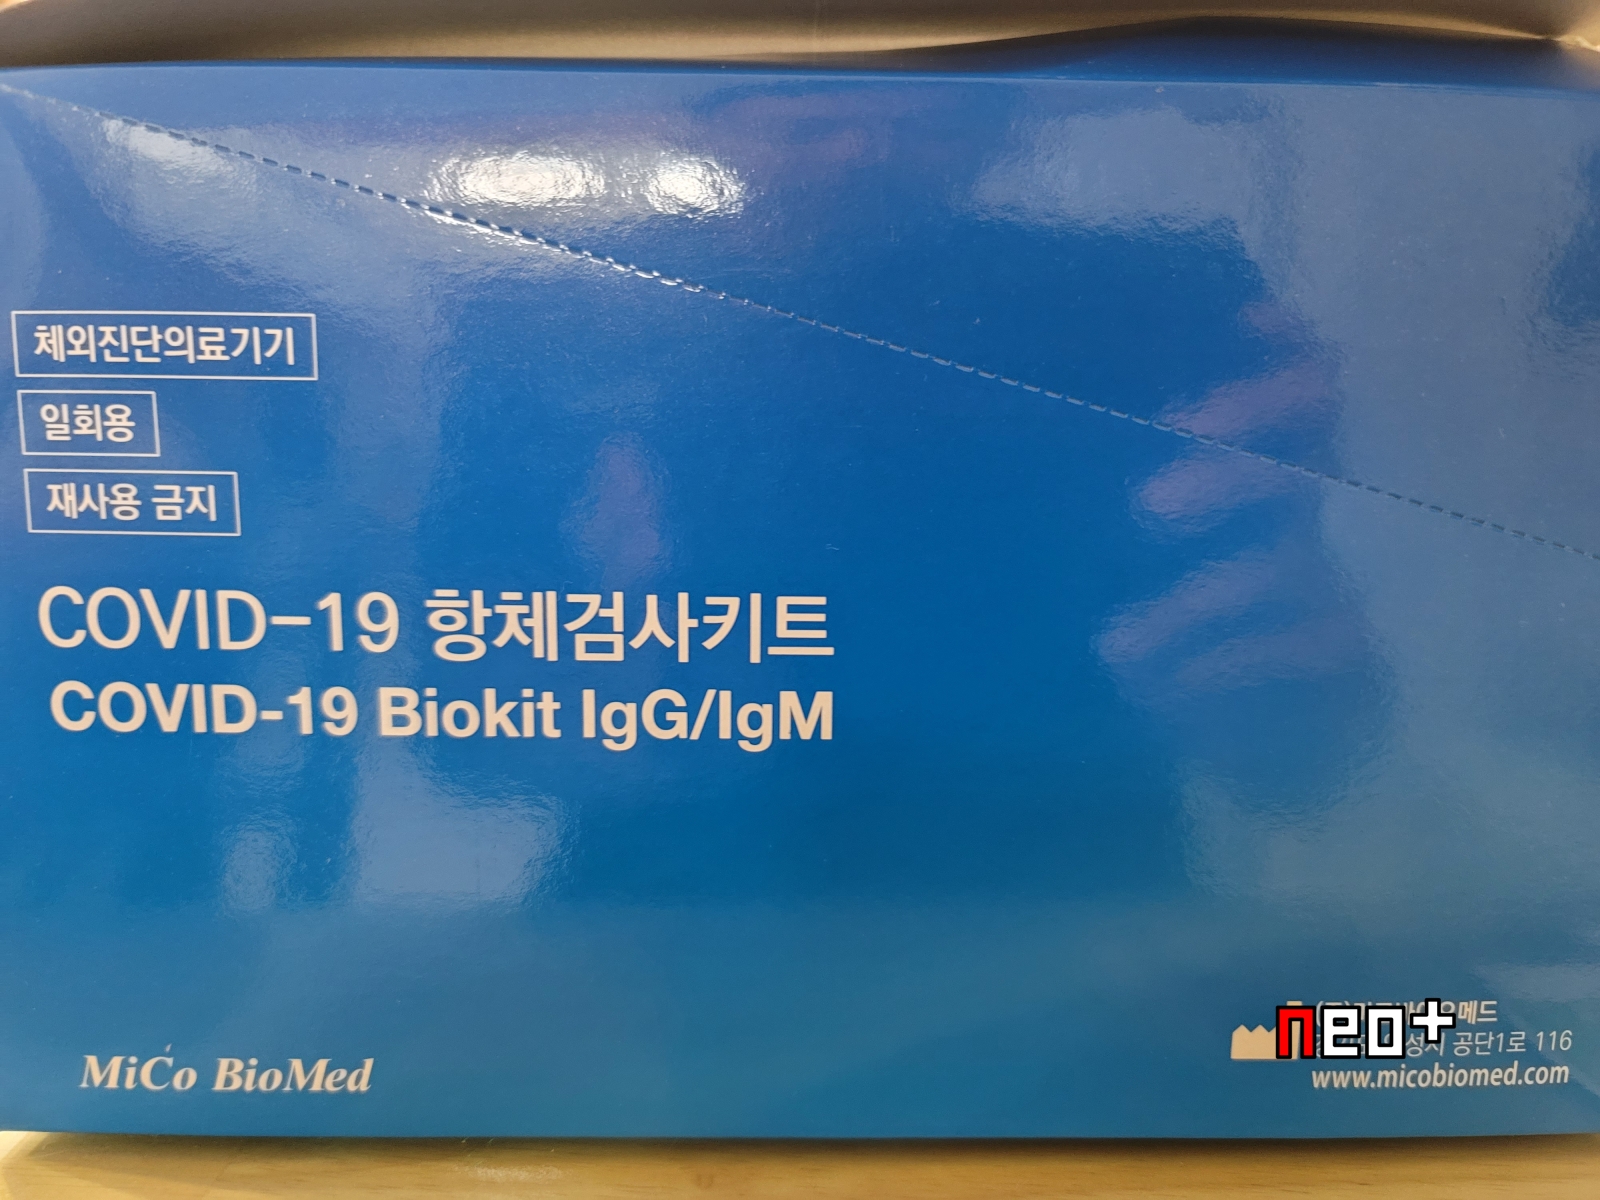 체외진단의료기기
일회용
재사용 금지
COVID-19 항체검사키트
COVID-19 Biokit IgG/IgM
MiCo BioMed
neo+
공단1로 116
www.micobiomed.com